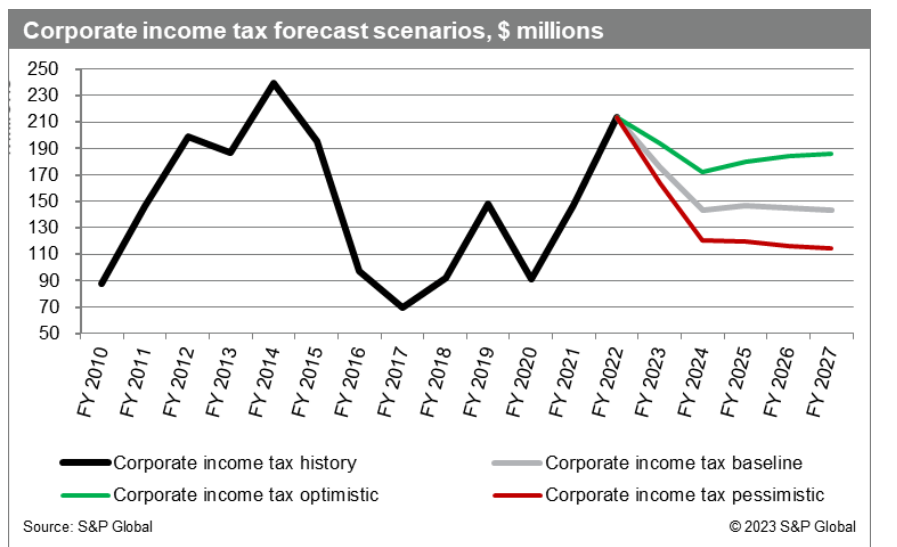 Corporate income tax forecast scenarios, $ millions
250
230
210
190
170
150
130
110
90
70
50
FY 2010
FY 2011
FY 2012
FY 2013
FY 2014
FY 2015
FY 2016
FY 2017
FY 2018
FY 2019
FY 2020
FY 2021
FY 2022
FY 2023
FY 2024
FY 2025
FY 2026
FY 2027
Corporate income tax history
Corporate income tax baseline
Corporate income tax optimistic
Corporate income tax pessimistic
Source: S&P Global
© 2023 S&P Global